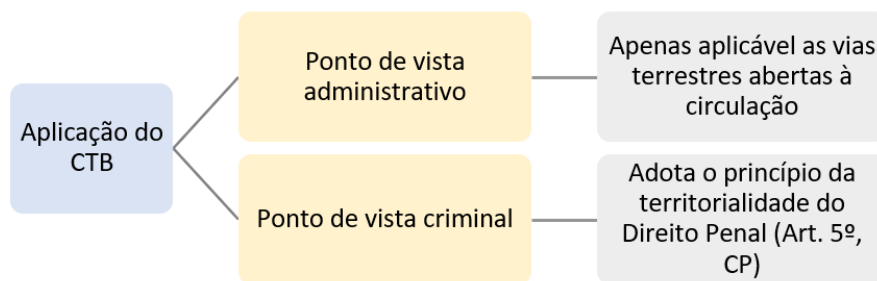 Aplicação do
CTB
Ponto de vista
administrativo
Apenas aplicável as vias
terrestres abertas à
circulação
Ponto de vista criminal
Adota o princípio da
territorialidade do
Direito Penal (Art. 5º,
CP)